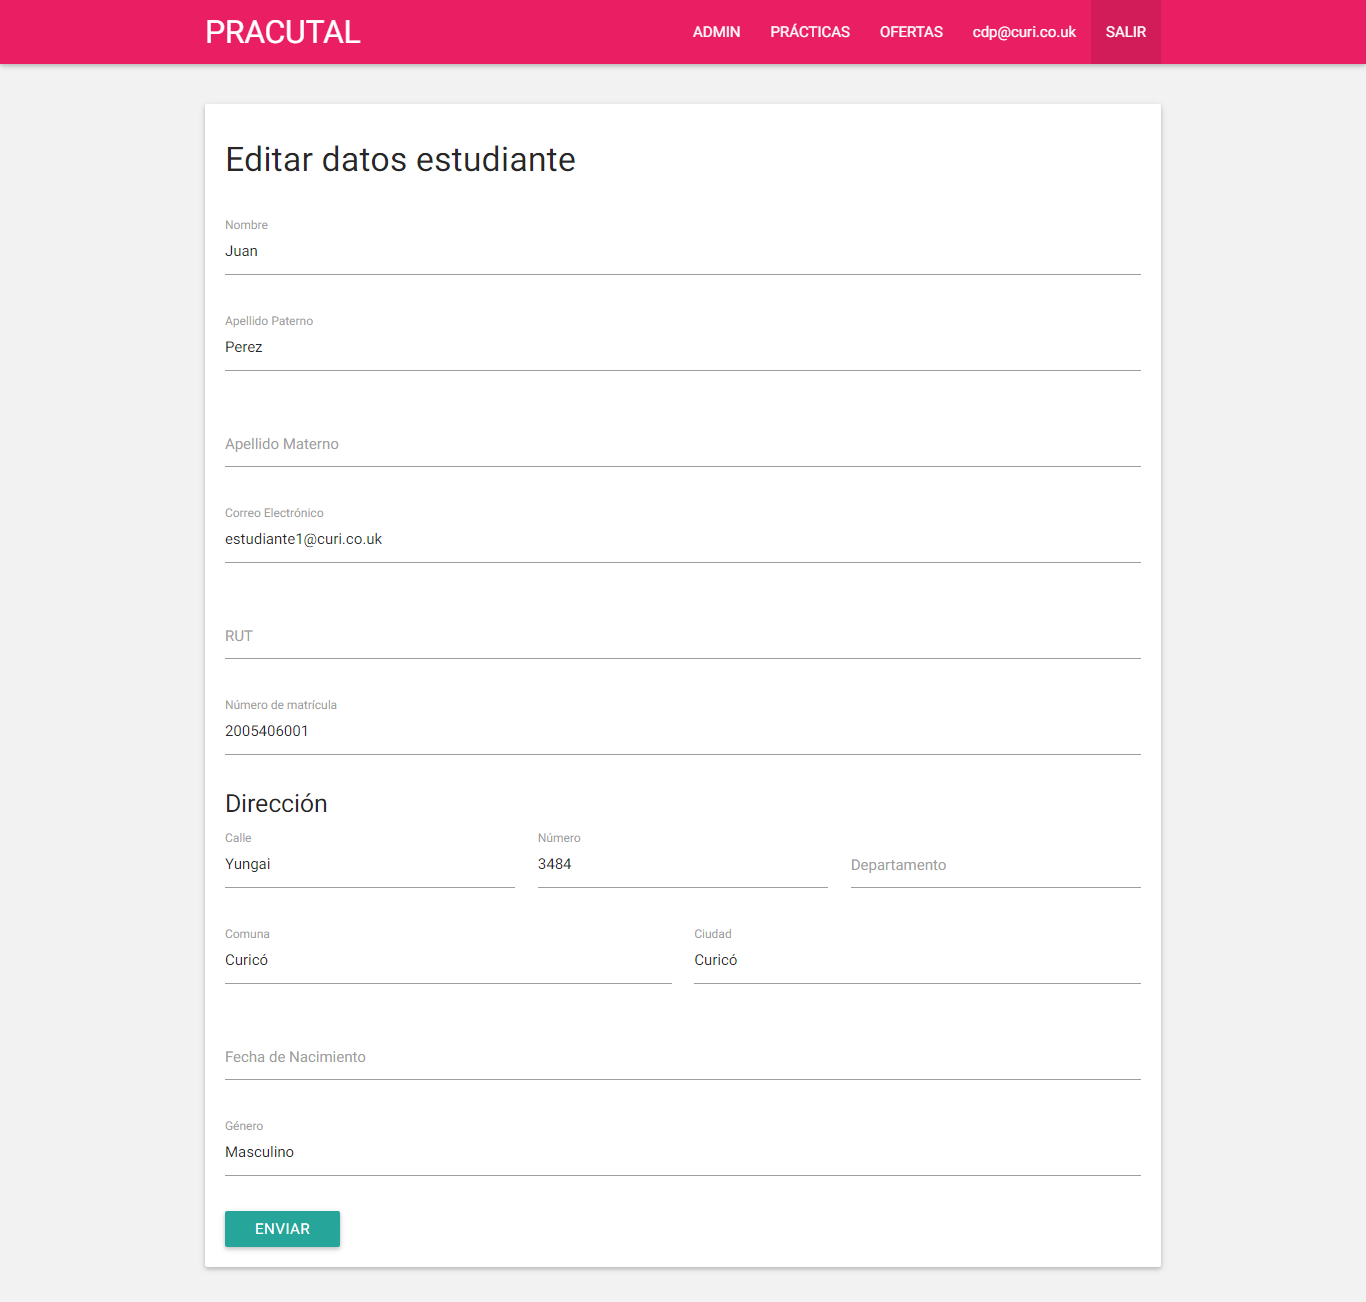 PRACUTAL ADMIN PRÁCTICAS OFERTAS cdp@curi.co.uk SALIR
Editar datos estudiante
Nombre
Juan
Apellido Paterno
Perez
Apellido Materno
Correo Electrónico
estudiante1@curi.co.uk
RUT
Número de matrícula
2005406001
Dirección
Calle Número
Yungai 3484 Departamento
Comuna Ciudad
Curicó Curicó
Fecha de Nacimiento
Género
Masculino
ENVIAR